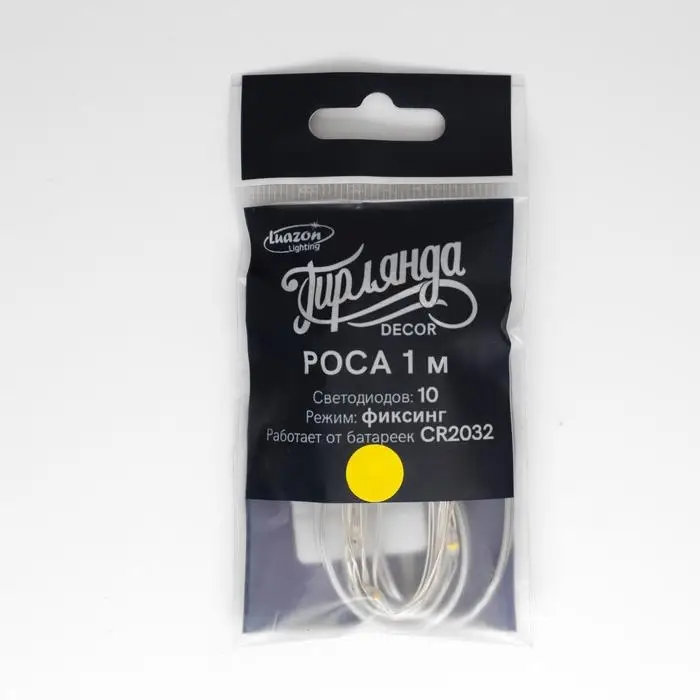 Luazon
Lighting
Гирлянда
DECOR
РОСА 1 м
Светодиодов: 10
Режим: фиксинг
Работает от батареек CR2032